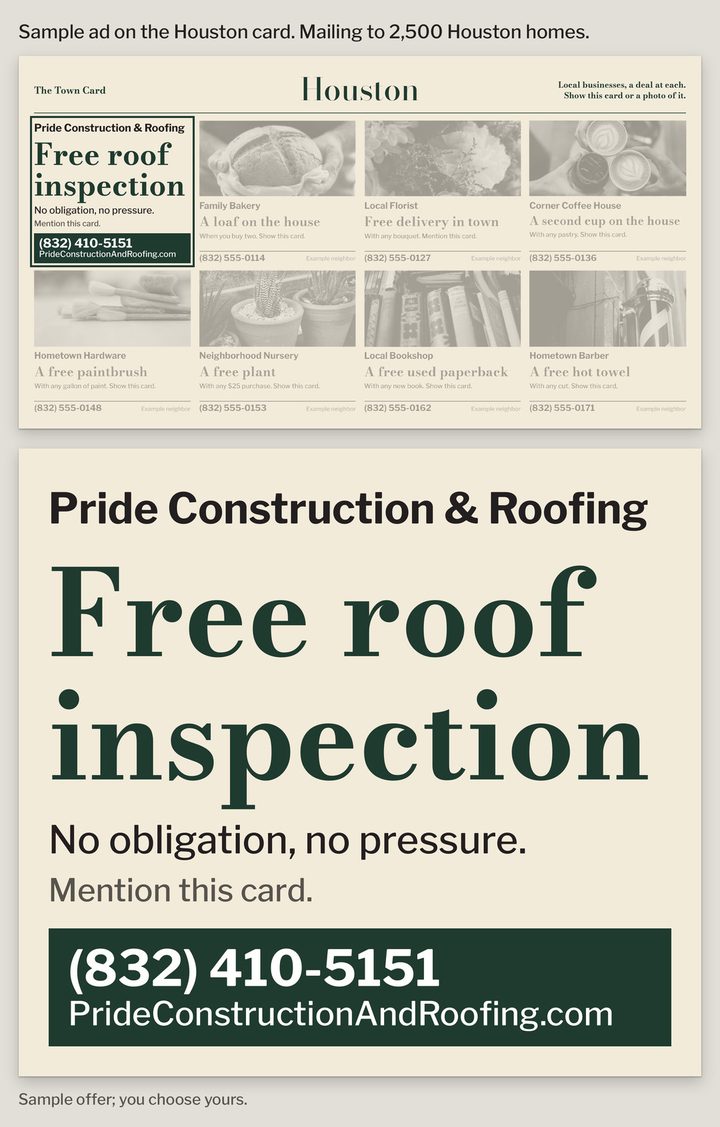 Sample ad on the Houston card. Mailing to 2,500 Houston homes.
The Town Card
Houston
Local businesses, a deal at each.
Show this card or a photo of it.
Pride Construction & Roofing
Free roof
inspection
No obligation, no pressure.
Mention this card.
(832) 410-5151
PrideConstructionAndRoofing.com
Family Bakery
A loaf on the house
When you buy two. Show this card.
(832) 555-0114 Example neighbor
Local Florist
Free delivery in town
With any bouquet. Mention this card.
(832) 555-0127 Example neighbor
Corner Coffee House
A second cup on the house
With any pastry. Show this card.
(832) 555-0136 Example neighbor
Hometown Hardware
A free paintbrush
With any gallon of paint. Show this card.
(832) 555-0148 Example neighbor
Neighborhood Nursery
A free plant
With any $25 purchase. Show this card.
(832) 555-0153 Example neighbor
Local Bookshop
A free used paperback
With any new book. Show this card.
(832) 555-0162 Example neighbor
Hometown Barber
A free hot towel
With any cut. Show this card.
(832) 555-0171 Example neighbor
Pride Construction & Roofing
Free roof
inspection
No obligation, no pressure.
Mention this card.
(832) 410-5151
PrideConstructionAndRoofing.com
Sample offer; you choose yours.